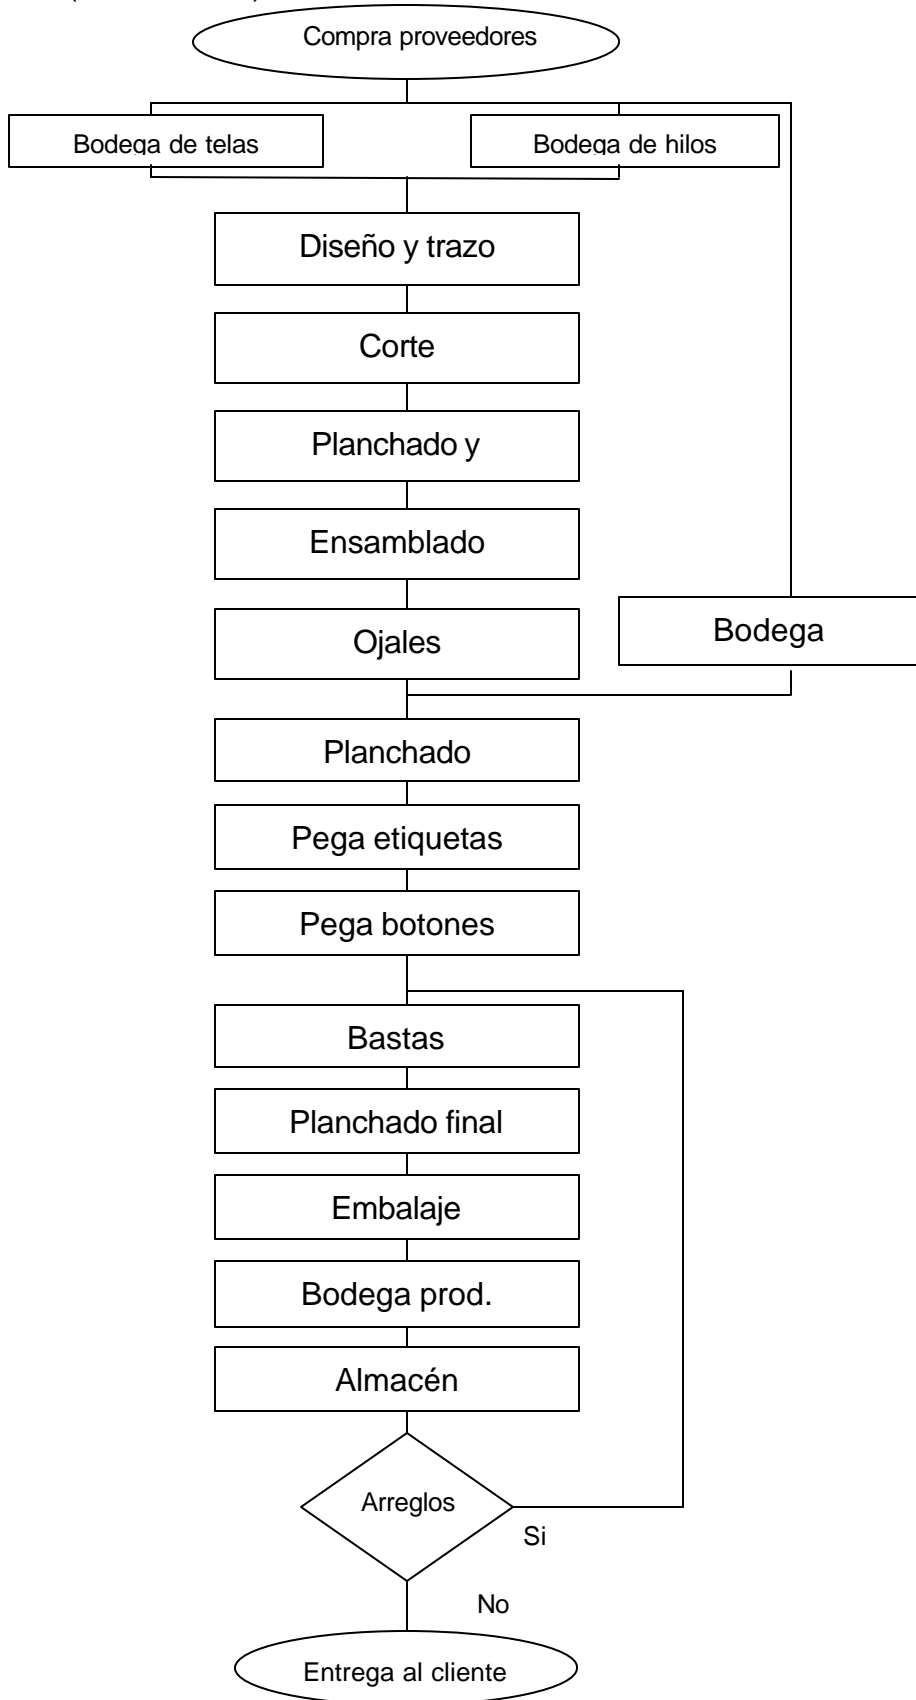 Compra proveedores
Bodega de telas
Bodega de hilos
Diseño y trazo
Corte
Planchado y
Ensamblado
Ojales
Bodega
Planchado
Pega etiquetas
Pega botones
Bastas
Planchado final
Embalaje
Bodega prod.
Almacén
Arreglos
Si
No
Entrega al cliente